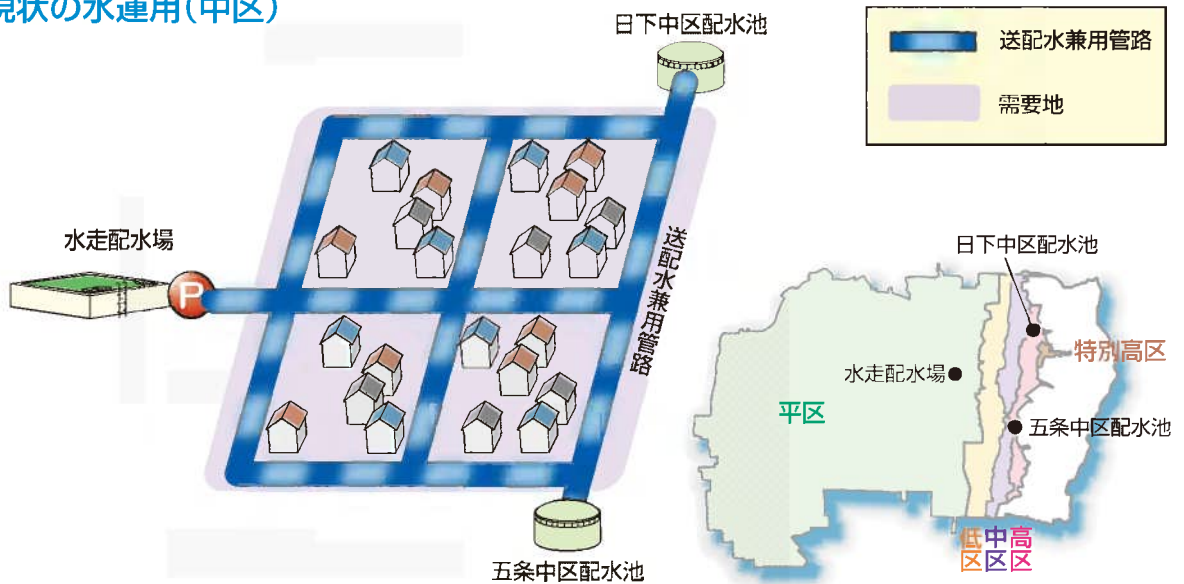 現状の水運用(中区)
日下中区配水池
送配水兼用管路
需要地
水走配水場
P
送配水兼用管路
五条中区配水池
日下中区配水池
特別高区
水走配水場
平区
五条中区配水池
低区
中区
高区